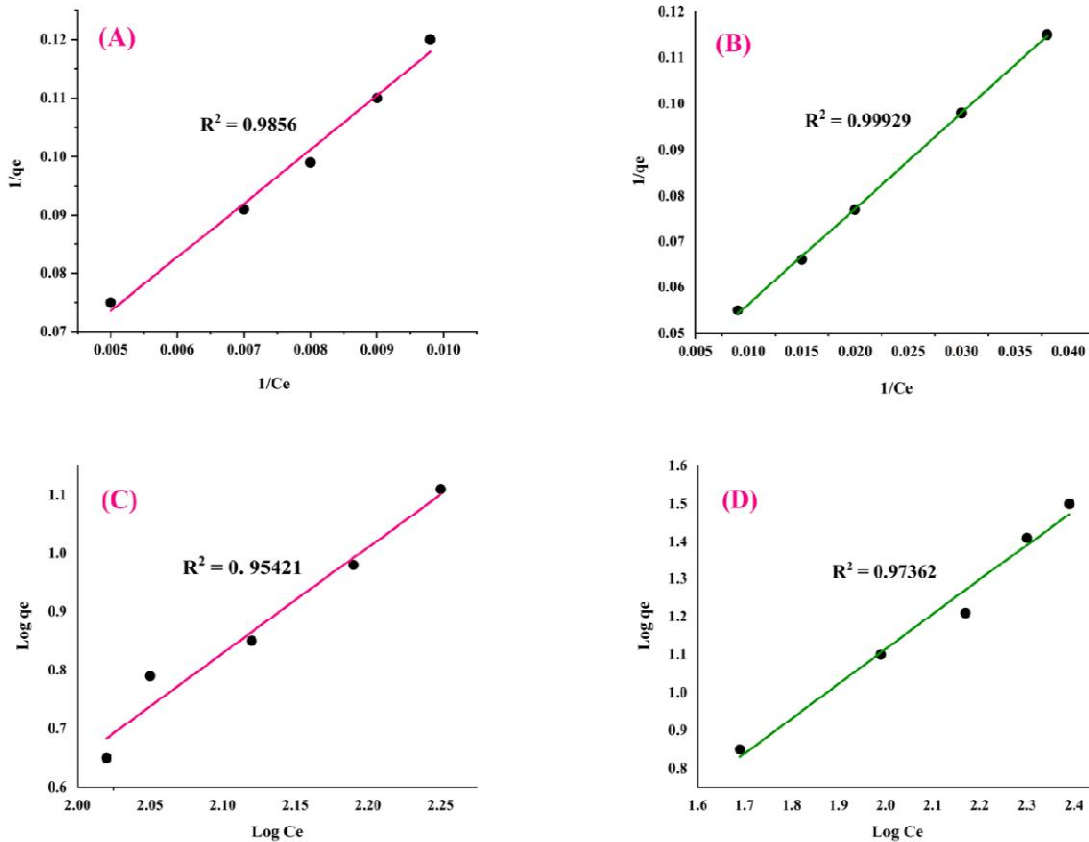 (A)
R² = 0.9856
0.12
0.11
0.10
0.09
0.08
0.07
1/qe
0.005 0.006 0.007 0.008 0.009 0.010
1/Ce
(B)
R² = 0.99929
0.12
0.11
0.10
0.09
0.08
0.07
0.06
0.05
1/qe
0.005 0.010 0.015 0.020 0.025 0.030 0.035 0.040
1/Ce
(C)
R² = 0. 95421
1.1
1.0
0.9
0.8
0.7
0.6
Log qe
2.00 2.05 2.10 2.15 2.20 2.25
Log Ce
(D)
R² = 0.97362
1.6
1.5
1.4
1.3
1.2
1.1
1.0
0.9
0.8
Log qe
1.6 1.7 1.8 1.9 2.0 2.1 2.2 2.3 2.4
Log Ce